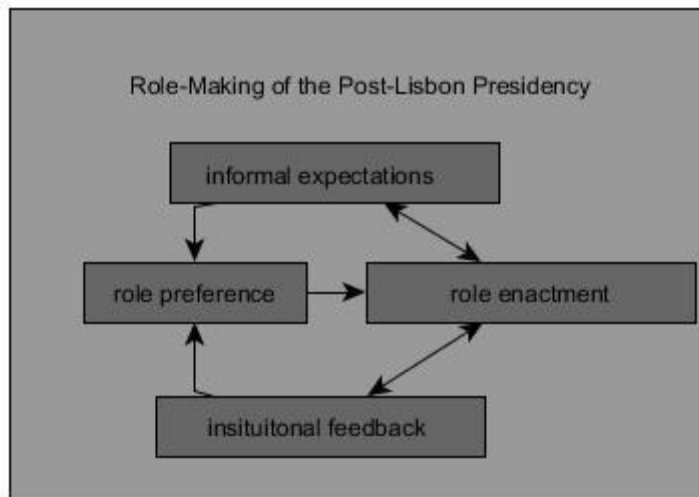 Role-Making of the Post-Lisbon Presidency
informal expectations
role preference
role enactment
insituitonal feedback